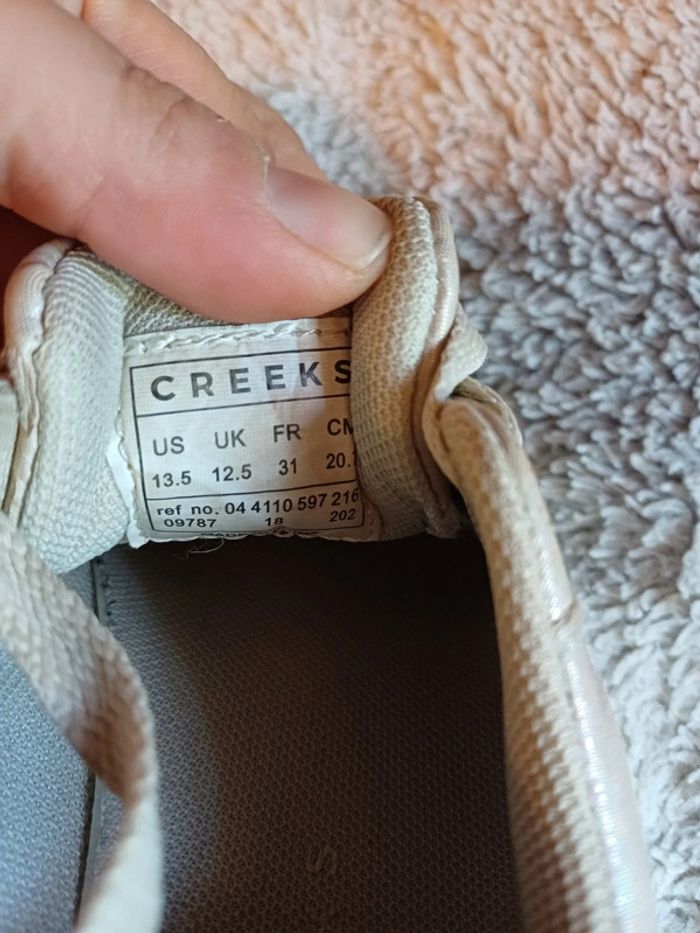 CREEKS
US UK FR CM
13.5 12.5 31 20.
ref no. 04 4110 597 216
09787 18 202